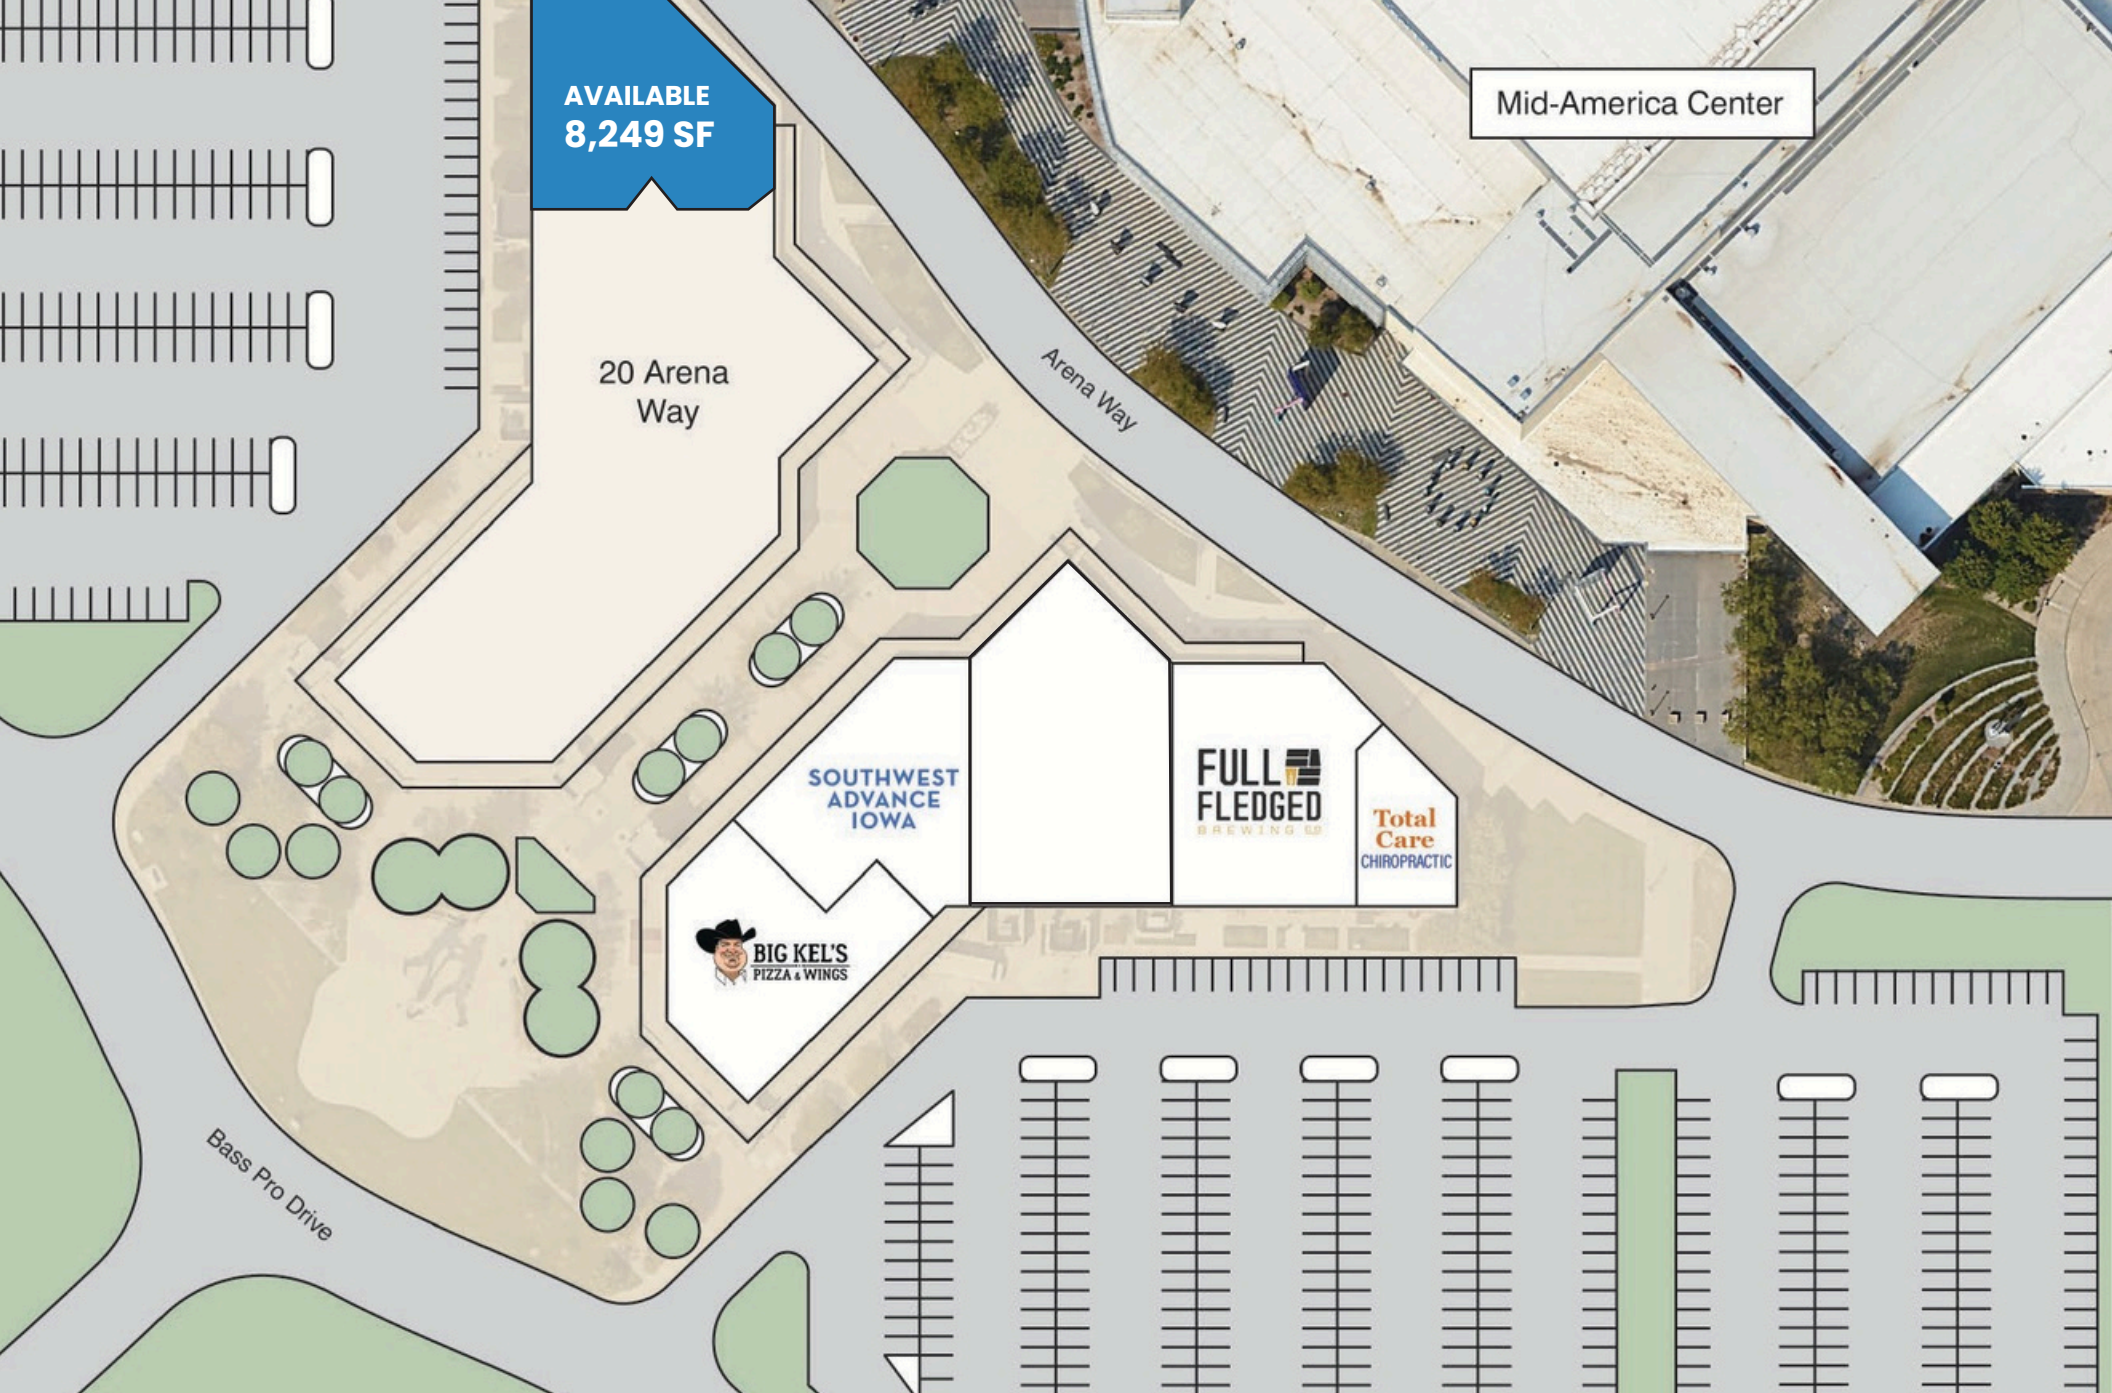 AVAILABLE
8,249 SF
Mid-America Center
20 Arena
Way
Arena Way
SOUTHWEST
ADVANCE
IOWA
FULL
FLEDGED
BREWING CO
Total
Care
CHIROPRACTIC
BIG KEL'S
PIZZA & WINGS
Bass Pro Drive